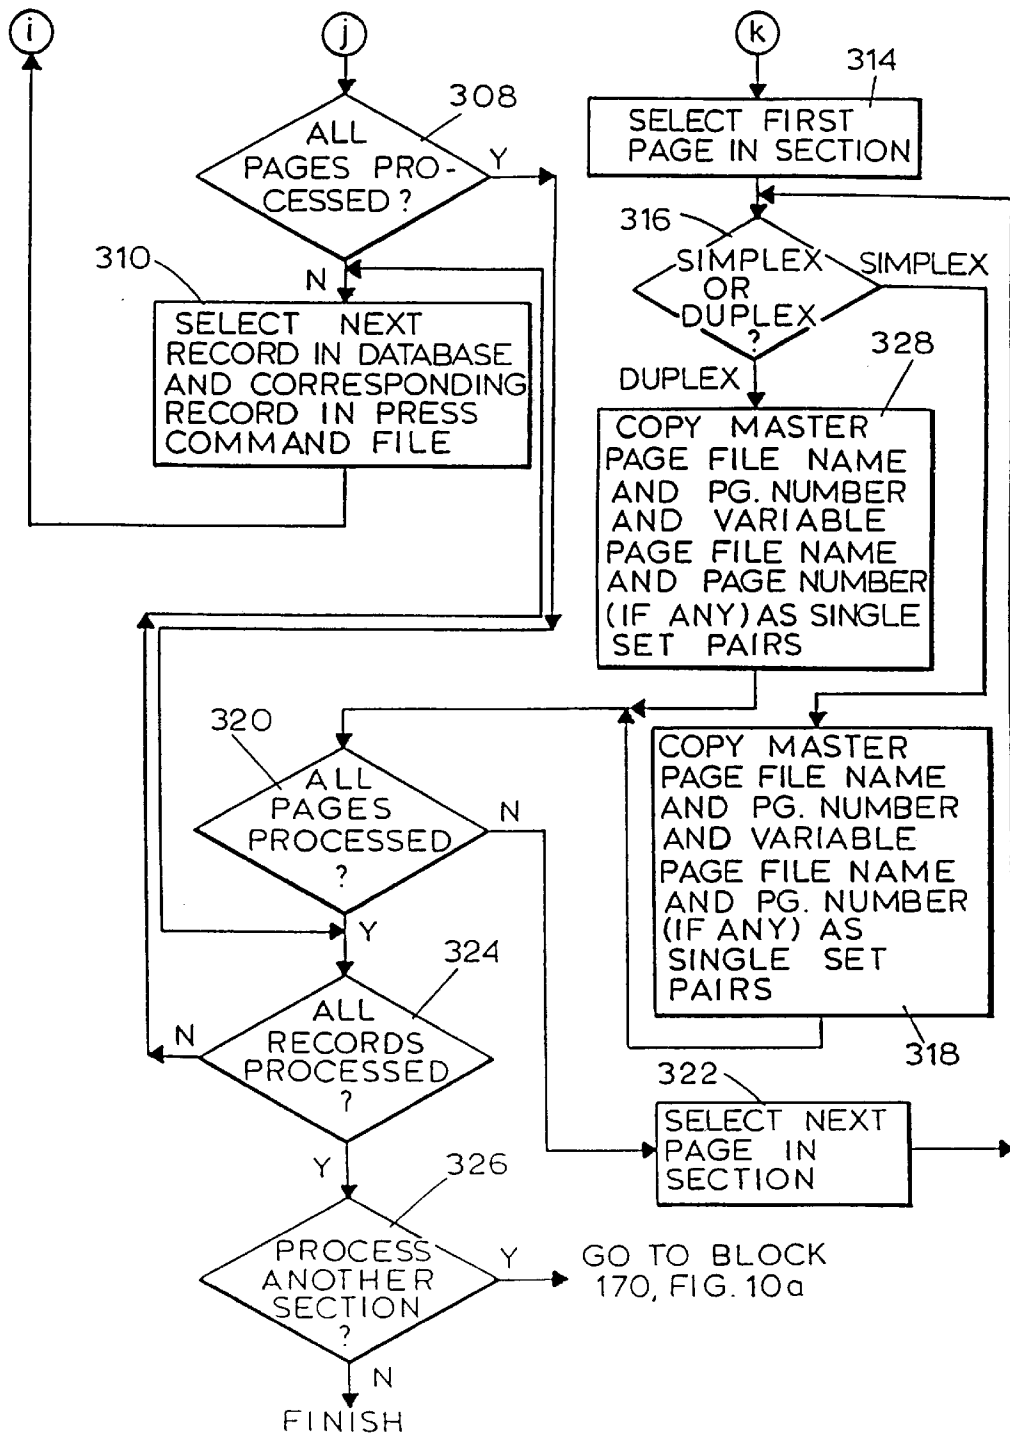 i
j
k
308
ALL
PAGES PRO-
CESSED?
Y
N
310
SELECT NEXT
RECORD IN DATABASE
AND CORRESPONDING
RECORD IN PRESS
COMMAND FILE
314
SELECT FIRST
PAGE IN SECTION
316
SIMPLEX
OR
DUPLEX
?
SIMPLEX
DUPLEX
328
COPY MASTER
PAGE FILE NAME
AND PG. NUMBER
AND VARIABLE
PAGE FILE NAME
AND PAGE NUMBER
(IF ANY) AS SINGLE
SET PAIRS
320
ALL
PAGES
PROCESSED
?
N
Y
COPY MASTER
PAGE FILE NAME
AND PG. NUMBER
AND VARIABLE
PAGE FILE NAME
AND PG. NUMBER
(IF ANY) AS
SINGLE SET
PAIRS
318
324
ALL
RECORDS
PROCESSED
?
N
Y
322
SELECT NEXT
PAGE IN
SECTION
326
PROCESS
ANOTHER
SECTION
?
Y
GO TO BLOCK
170, FIG. 10a
N
FINISH